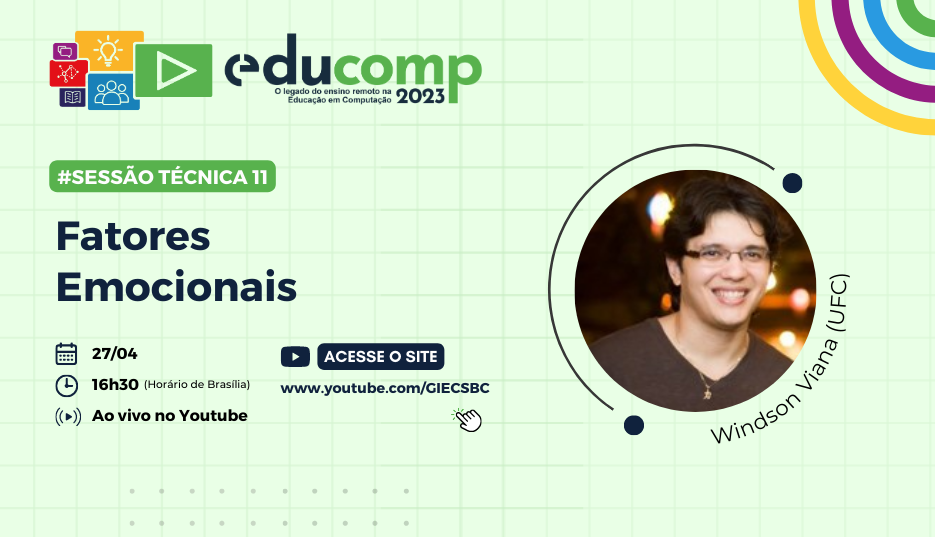 educomp
O legado do ensino remoto na
Educação em Computação
2023
#SESSÃO TÉCNICA 11
Fatores
Emocionais
27/04
16h30 (Horário de Brasília)
Ao vivo no Youtube
ACESSE O SITE
www.youtube.com/GIECSBC
Windson Viana (UFC)